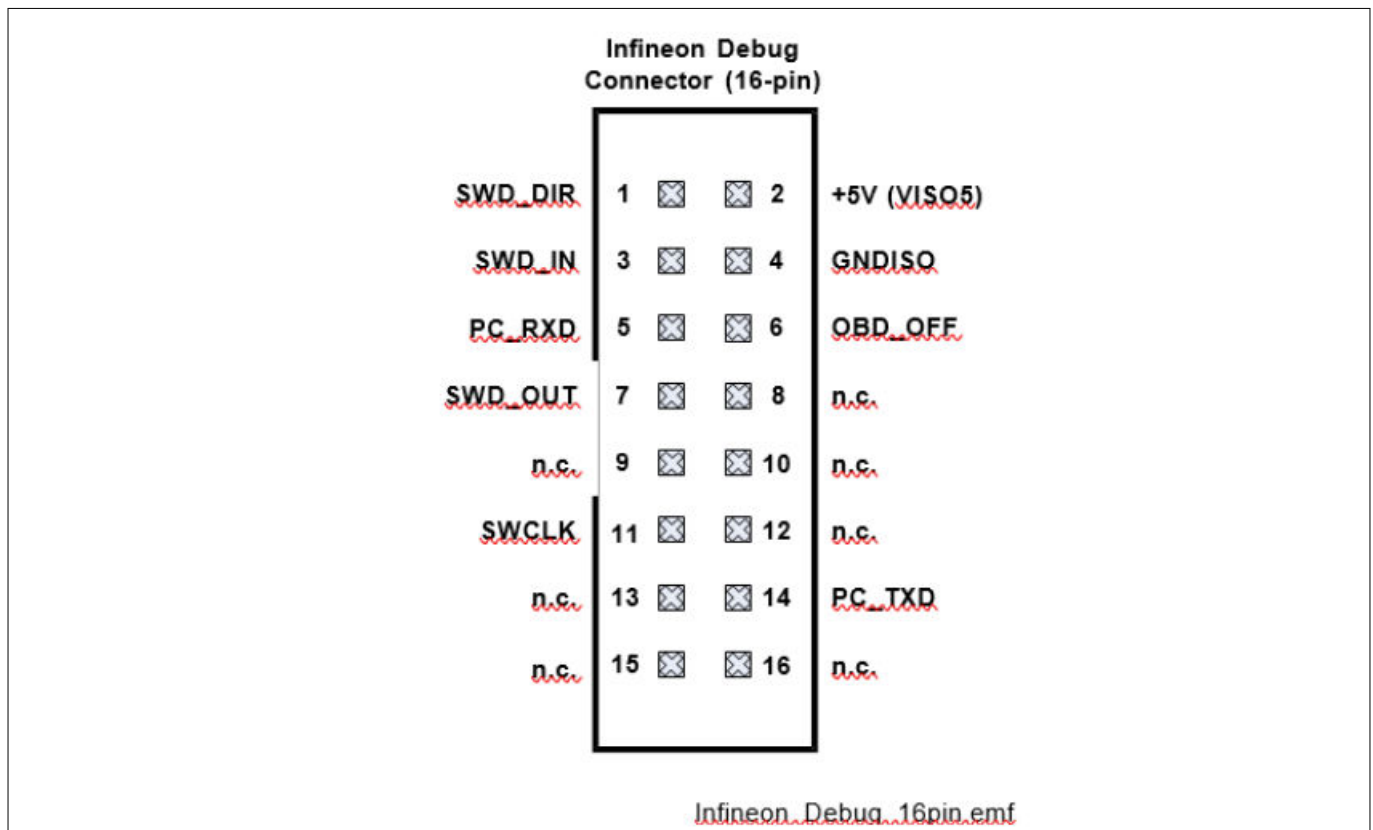 Infineon Debug
Connector (16-pin)
SWD_DIR 1 2 +5V (VISO5)
SWD_IN 3 4 GNDISO
PC_RXD 5 6 OBD_OFF
SWD_OUT 7 8 n.c.
n.c. 9 10 n.c.
SWCLK 11 12 n.c.
n.c. 13 14 PC_TXD
n.c. 15 16 n.c.
Infineon_Debug_16pin.emf